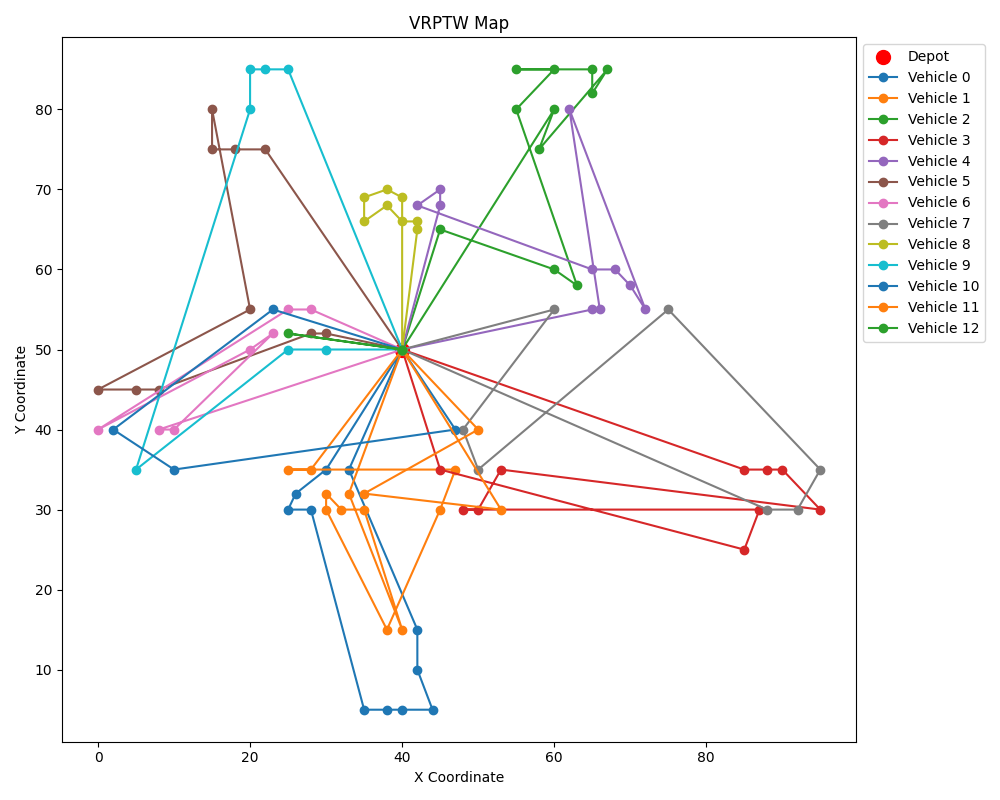 VRPTW Map
Y Coordinate
80
70
60
50
40
30
20
10
0
20
40
60
80
X Coordinate
Depot
Vehicle 0
Vehicle 1
Vehicle 2
Vehicle 3
Vehicle 4
Vehicle 5
Vehicle 6
Vehicle 7
Vehicle 8
Vehicle 9
Vehicle 10
Vehicle 11
Vehicle 12